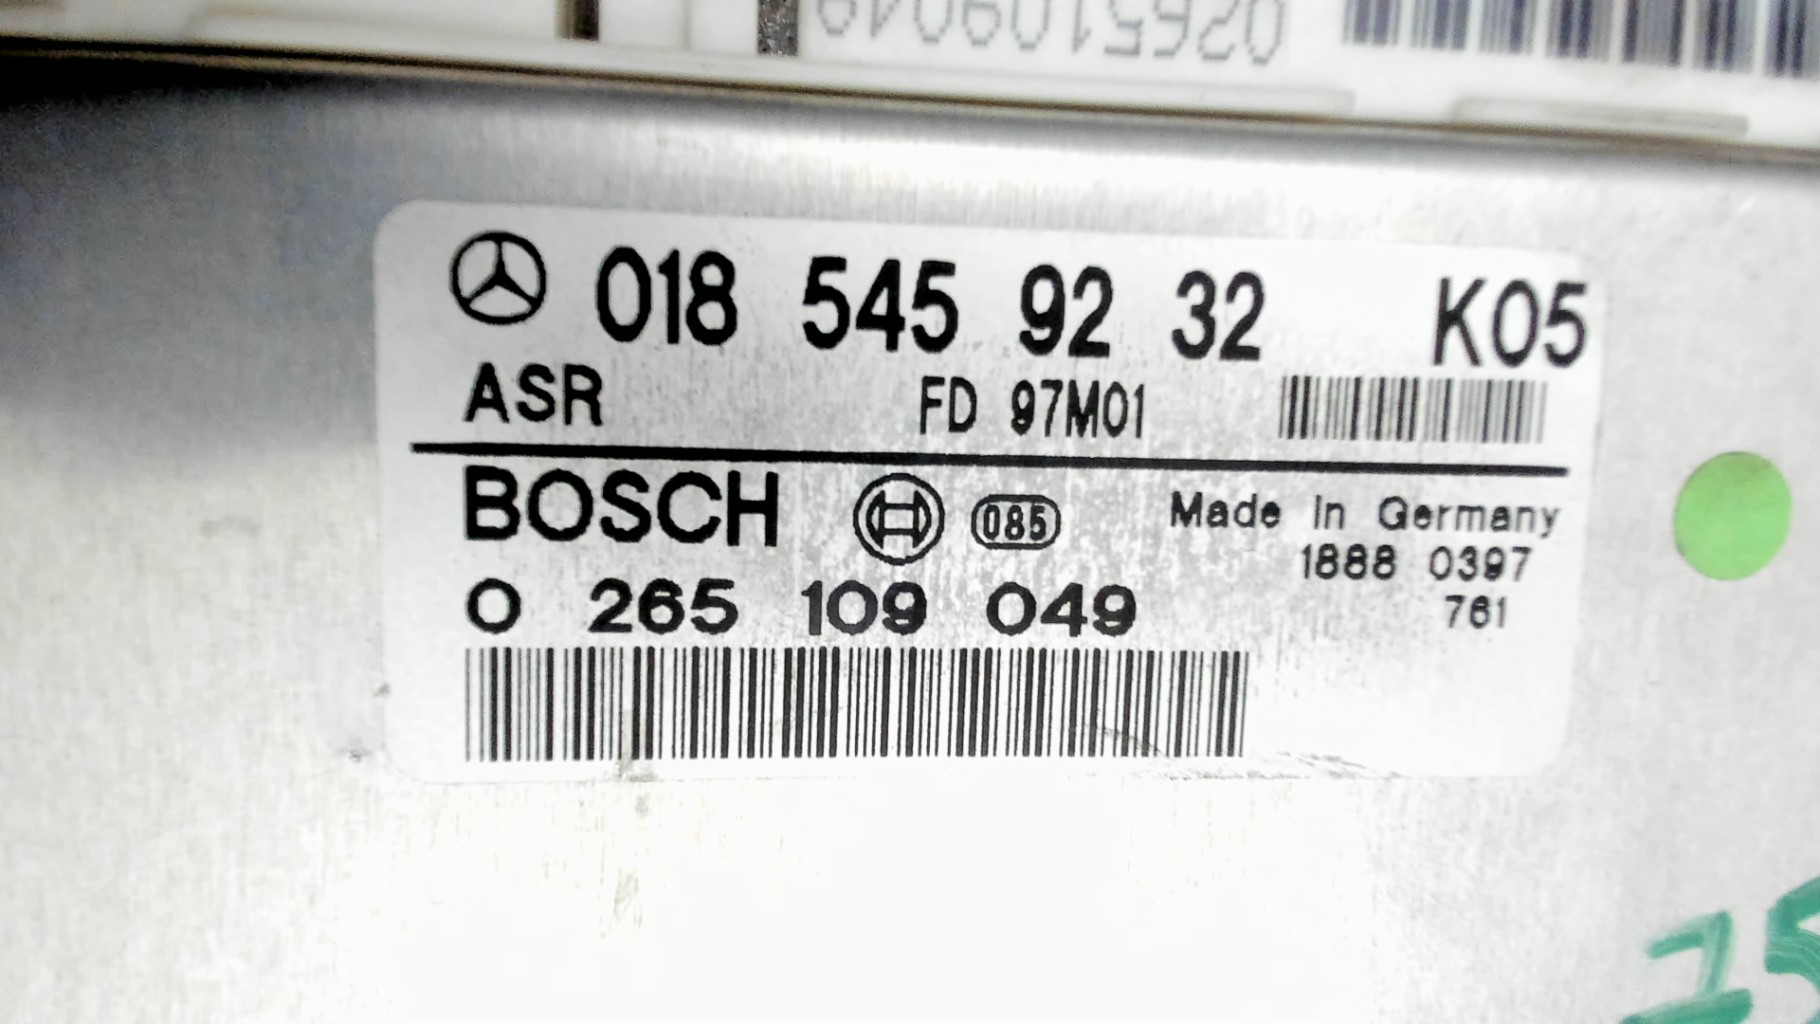 0265109049
018 545 92 32 K05
ASR FD 97M01
BOSCH 085 Made in Germany
1888 0397
0 265 109 049 761